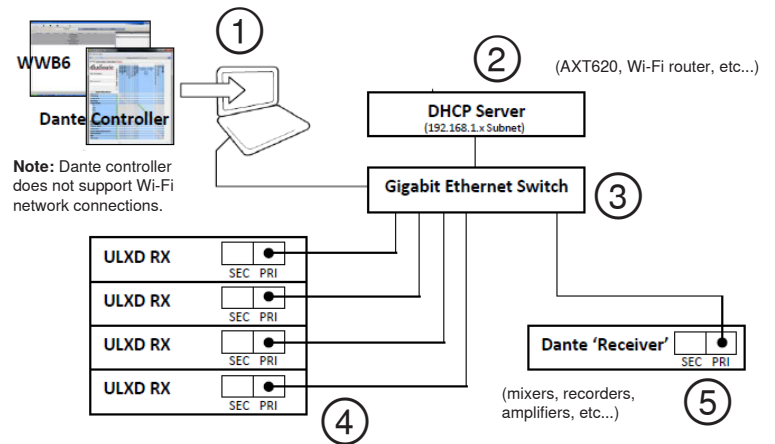 1
2
(AXT620, Wi-Fi router, etc...)
WWB6
Dante Controller
DHCP Server
(192.168.1.x Subnet)
Note: Dante controller
does not support Wi-Fi
network connections.
Gigabit Ethernet Switch
3
ULXD RX
SEC PRI
ULXD RX
SEC PRI
ULXD RX
SEC PRI
ULXD RX
SEC PRI
4
Dante ‘Receiver’
SEC PRI
(mixers, recorders,
amplifiers, etc...)
5